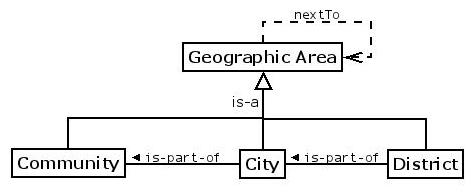 nextTo
Geographic Area
is-a
Community
is-part-of
City
is-part-of
District